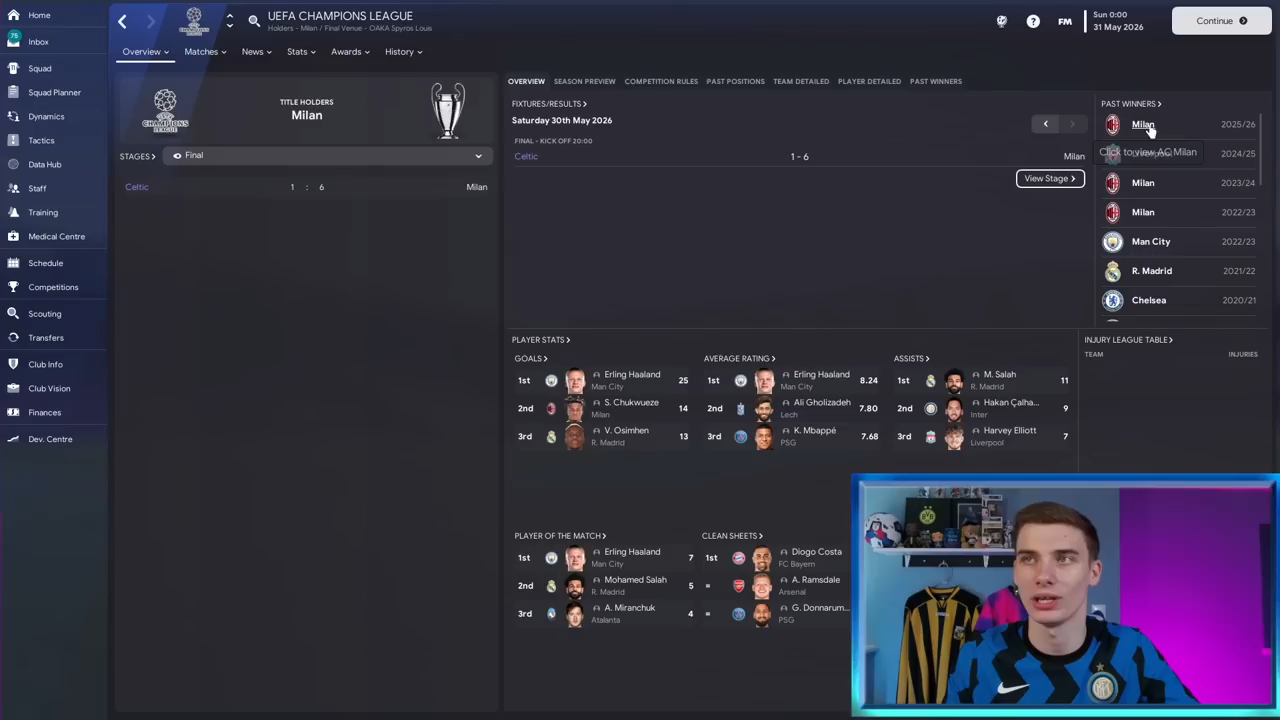 Home
75
Inbox
Squad
Squad Planner
Dynamics
Tactics
Data Hub
Staff
Training
Medical Centre
Schedule
Competitions
Scouting
Transfers
Club Info
Club Vision
Finances
Dev. Centre
UEFA CHAMPIONS LEAGUE
Holders - Milan / Final Venue - OAKA Spyros Louis
FM
Sun 0:00
31 May 2026
Continue
Overview
Matches
News
Stats
Awards
History
CHAMPIONS
LEAGUE
TITLE HOLDERS
Milan
STAGES
Final
Celtic 1 : 6 Milan
OVERVIEW
SEASON PREVIEW
COMPETITION RULES
PAST POSITIONS
TEAM DETAILED
PLAYER DETAILED
PAST WINNERS
FIXTURES/RESULTS
Saturday 30th May 2026
FINAL - KICK OFF 20:00
Celtic 1 - 6 Milan
View Stage
PAST WINNERS
Milan 2025/26
Click to view AC Milan
2024/25
Milan 2023/24
Milan 2022/23
Man City 2022/23
R. Madrid 2021/22
Chelsea 2020/21
PLAYER STATS
GOALS
1st Erling Haaland 25
Man City
2nd S. Chukwueze 14
Milan
3rd V. Osimhen 13
R. Madrid
AVERAGE RATING
1st Erling Haaland 8.24
Man City
2nd Ali Gholizadeh 7.80
Lech
3rd K. Mbappé 7.68
PSG
ASSISTS
1st M. Salah 11
R. Madrid
2nd Hakan Çalha... 9
Inter
3rd Harvey Elliott 7
Liverpool
INJURY LEAGUE TABLE
TEAM INJURIES
PLAYER OF THE MATCH
1st Erling Haaland 7
Man City
2nd Mohamed Salah 5
R. Madrid
3rd A. Miranchuk 4
Atalanta
CLEAN SHEETS
1st Diogo Costa
FC Bayern
= A. Ramsdale
Arsenal
= G. Donnarum...
PSG